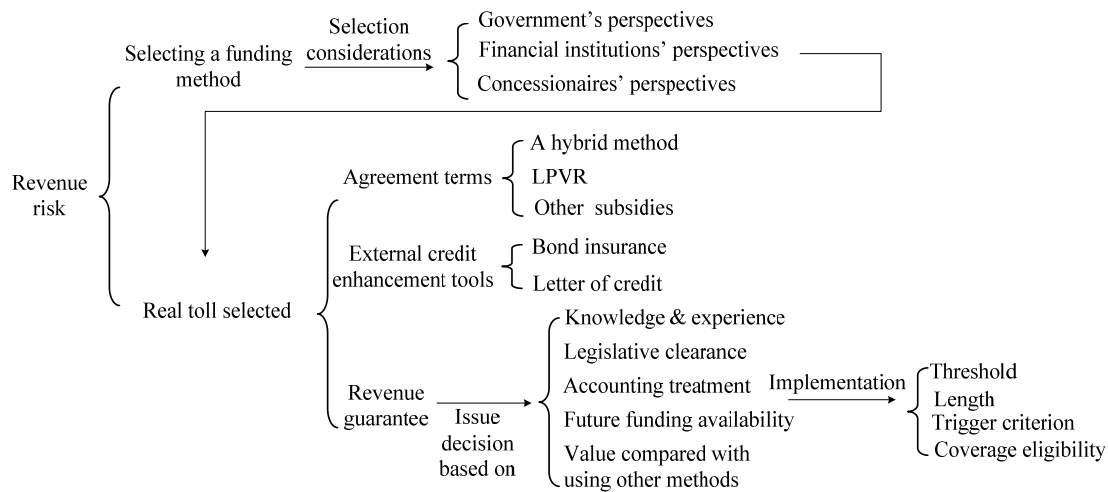 Revenue
risk
Selecting a funding
method
Selection
considerations
Government's perspectives
Financial institutions' perspectives
Concessionaires' perspectives
Real toll selected
Agreement terms
A hybrid method
LPVR
Other subsidies
External credit
enhancement tools
Bond insurance
Letter of credit
Revenue
guarantee
Issue
decision
based on
Knowledge & experience
Legislative clearance
Accounting treatment
Future funding availability
Value compared with
using other methods
Implementation
Threshold
Length
Trigger criterion
Coverage eligibility